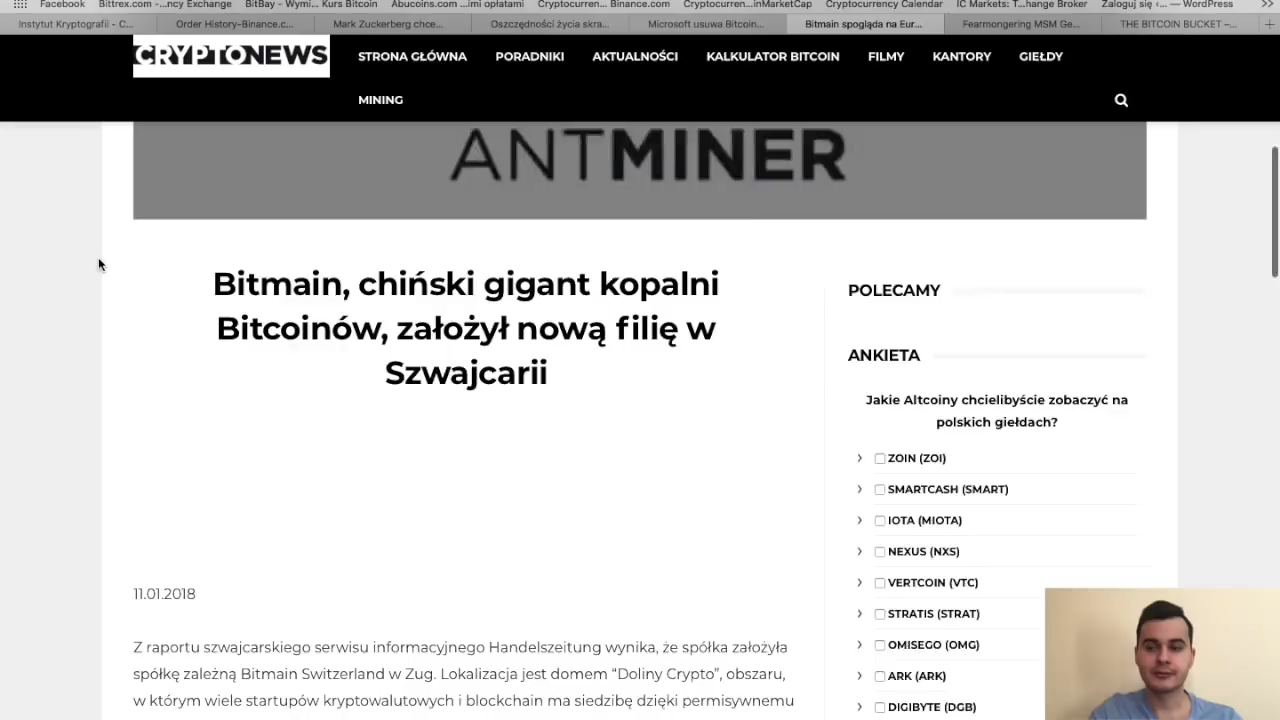 Facebook Bittrex.com -...ncy Exchange BitBay - Wymi... Kurs Bitcoin Abucoins.com ...imi opłatami Cryptocurren...Binance.com Cryptocurren...inMarketCap Cryptocurrency Calendar IC Markets: T...hange Broker Zaloguj się ‹... — WordPress
Instytut Kryptografii - C... Order History-Binance.c... Mark Zuckerberg chce... Oszczędności życia skra... Microsoft usuwa Bitcoin... Bitmain spogląda na Eur... Fearmongering MSM Ge... THE BITCOIN BUCKET –...
CRYPTONEWS STRONA GŁÓWNA PORADNIKI AKTUALNOŚCI KALKULATOR BITCOIN FILMY KANTORY GIEŁDY
MINING
ANTMINER
Bitmain, chiński gigant kopalni
Bitcoinów, założył nową filię w
Szwajcarii
11.01.2018
Z raportu szwajcarskiego serwisu informacyjnego Handelszeitung wynika, że spółka założyła
spółkę zależną Bitmain Switzerland w Zug. Lokalizacja jest domem “Doliny Crypto”, obszaru,
w którym wiele startupów kryptowalutowych i blockchain ma siedzibę dzięki permisywnemu
POLECAMY
ANKIETA
Jakie Altcoiny chcielibyście zobaczyć na
polskich giełdach?
ZOIN (ZOI)
SMARTCASH (SMART)
IOTA (MIOTA)
NEXUS (NXS)
VERTCOIN (VTC)
STRATIS (STRAT)
OMISEGO (OMG)
ARK (ARK)
DIGIBYTE (DGB)